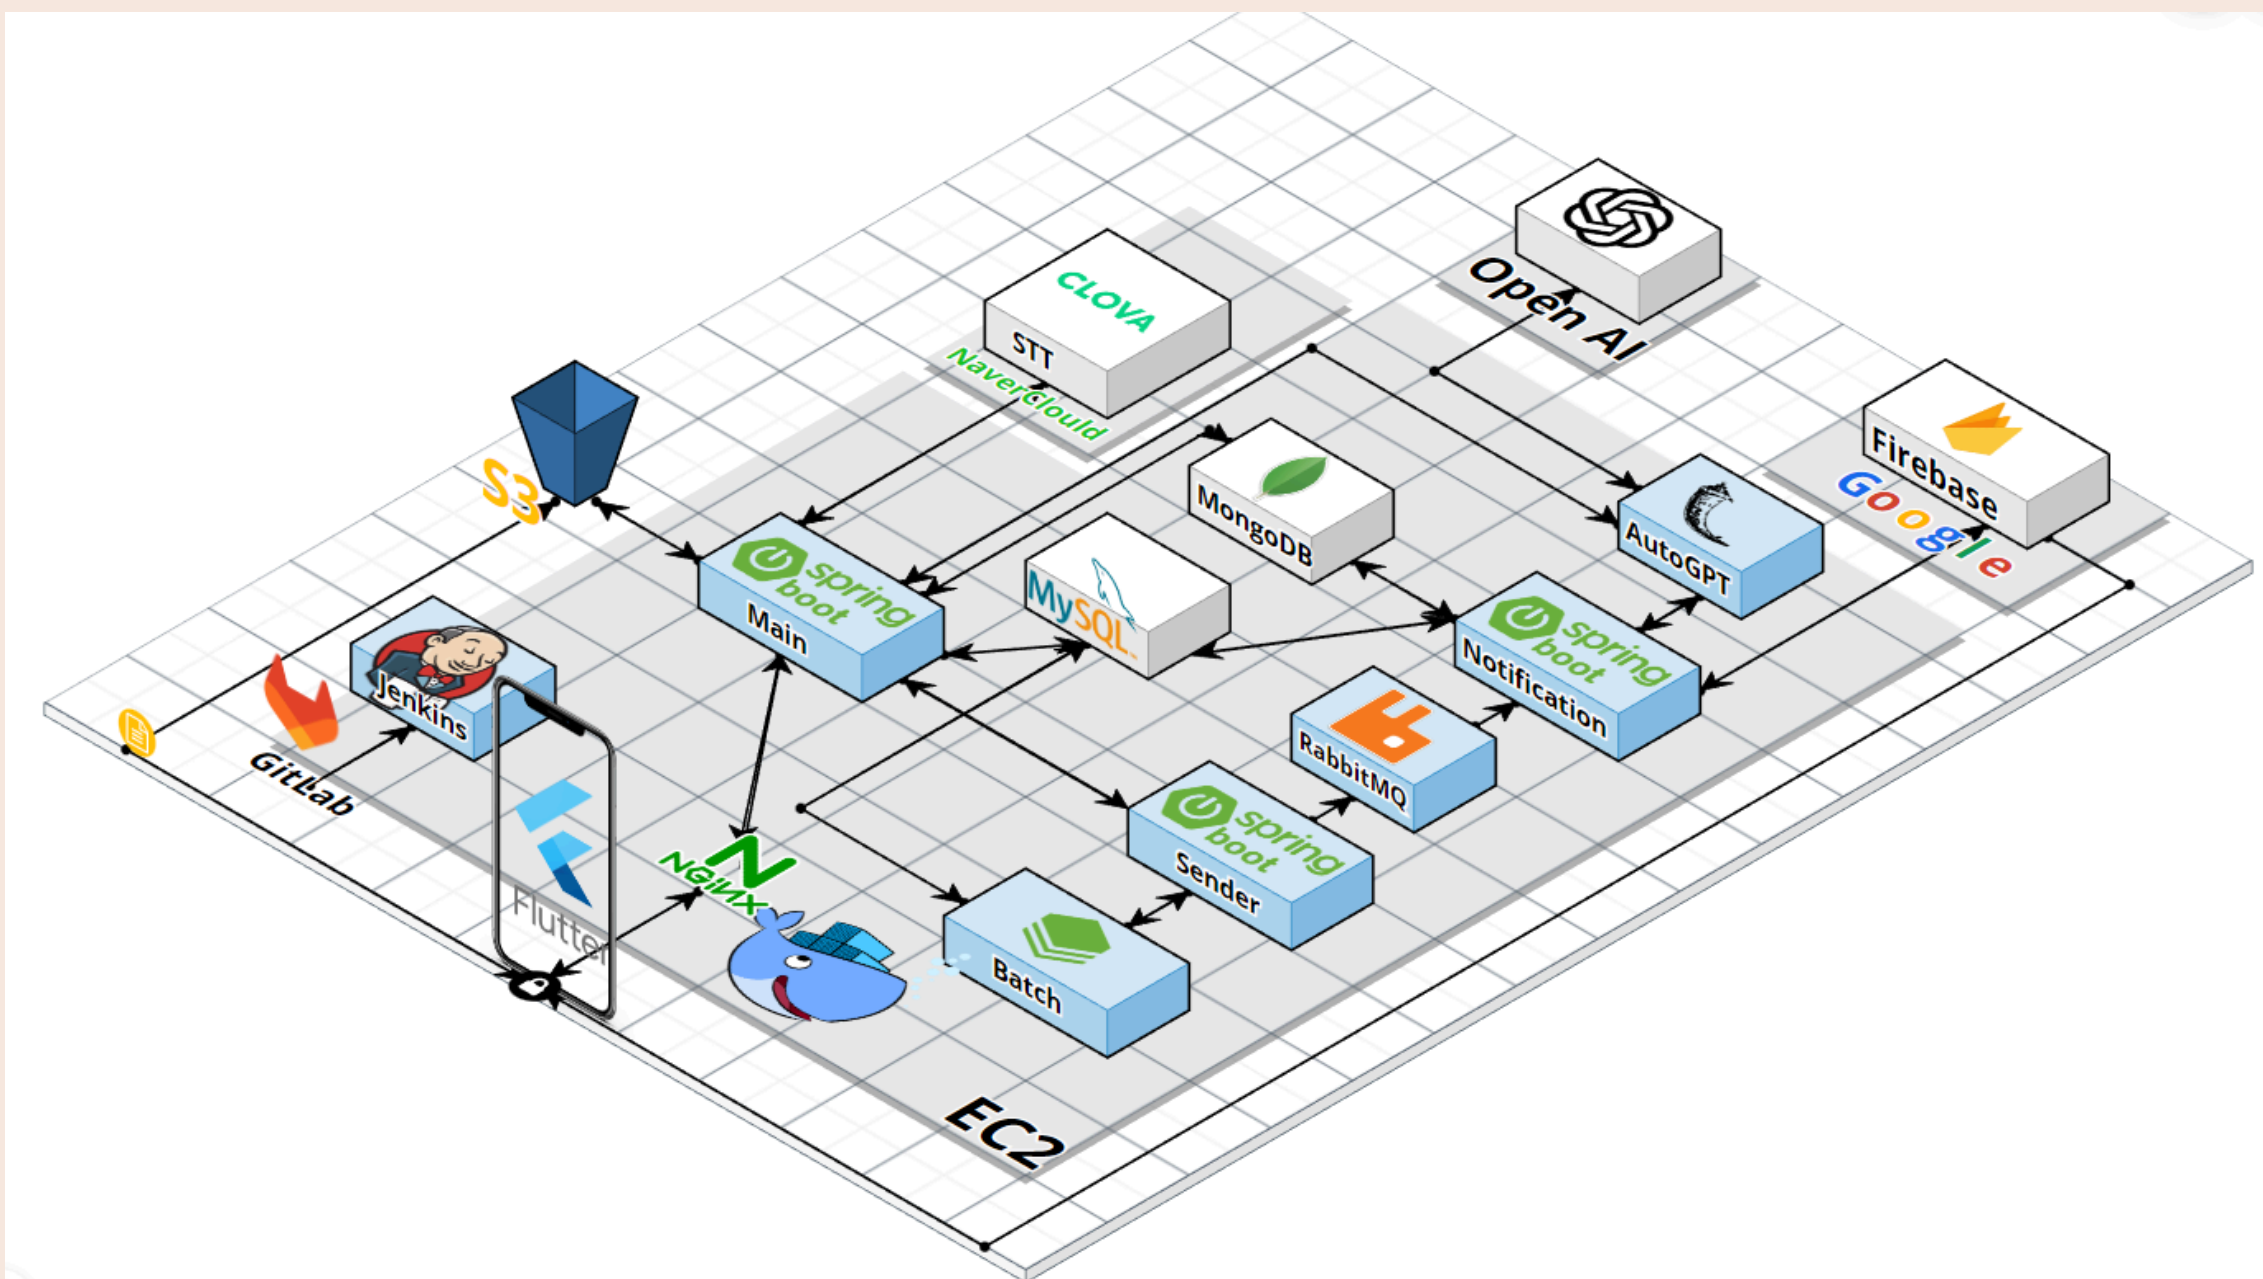 Open AI
CLOVA
STT
NaverClould
Firebase
Google
S3
MongoDB
AutoGPT
spring
boot
Main
MySQL
spring
boot
Notification
Jenkins
GitLab
RabbitMQ
spring
boot
Sender
NGiNX
Flutter
Batch
EC2